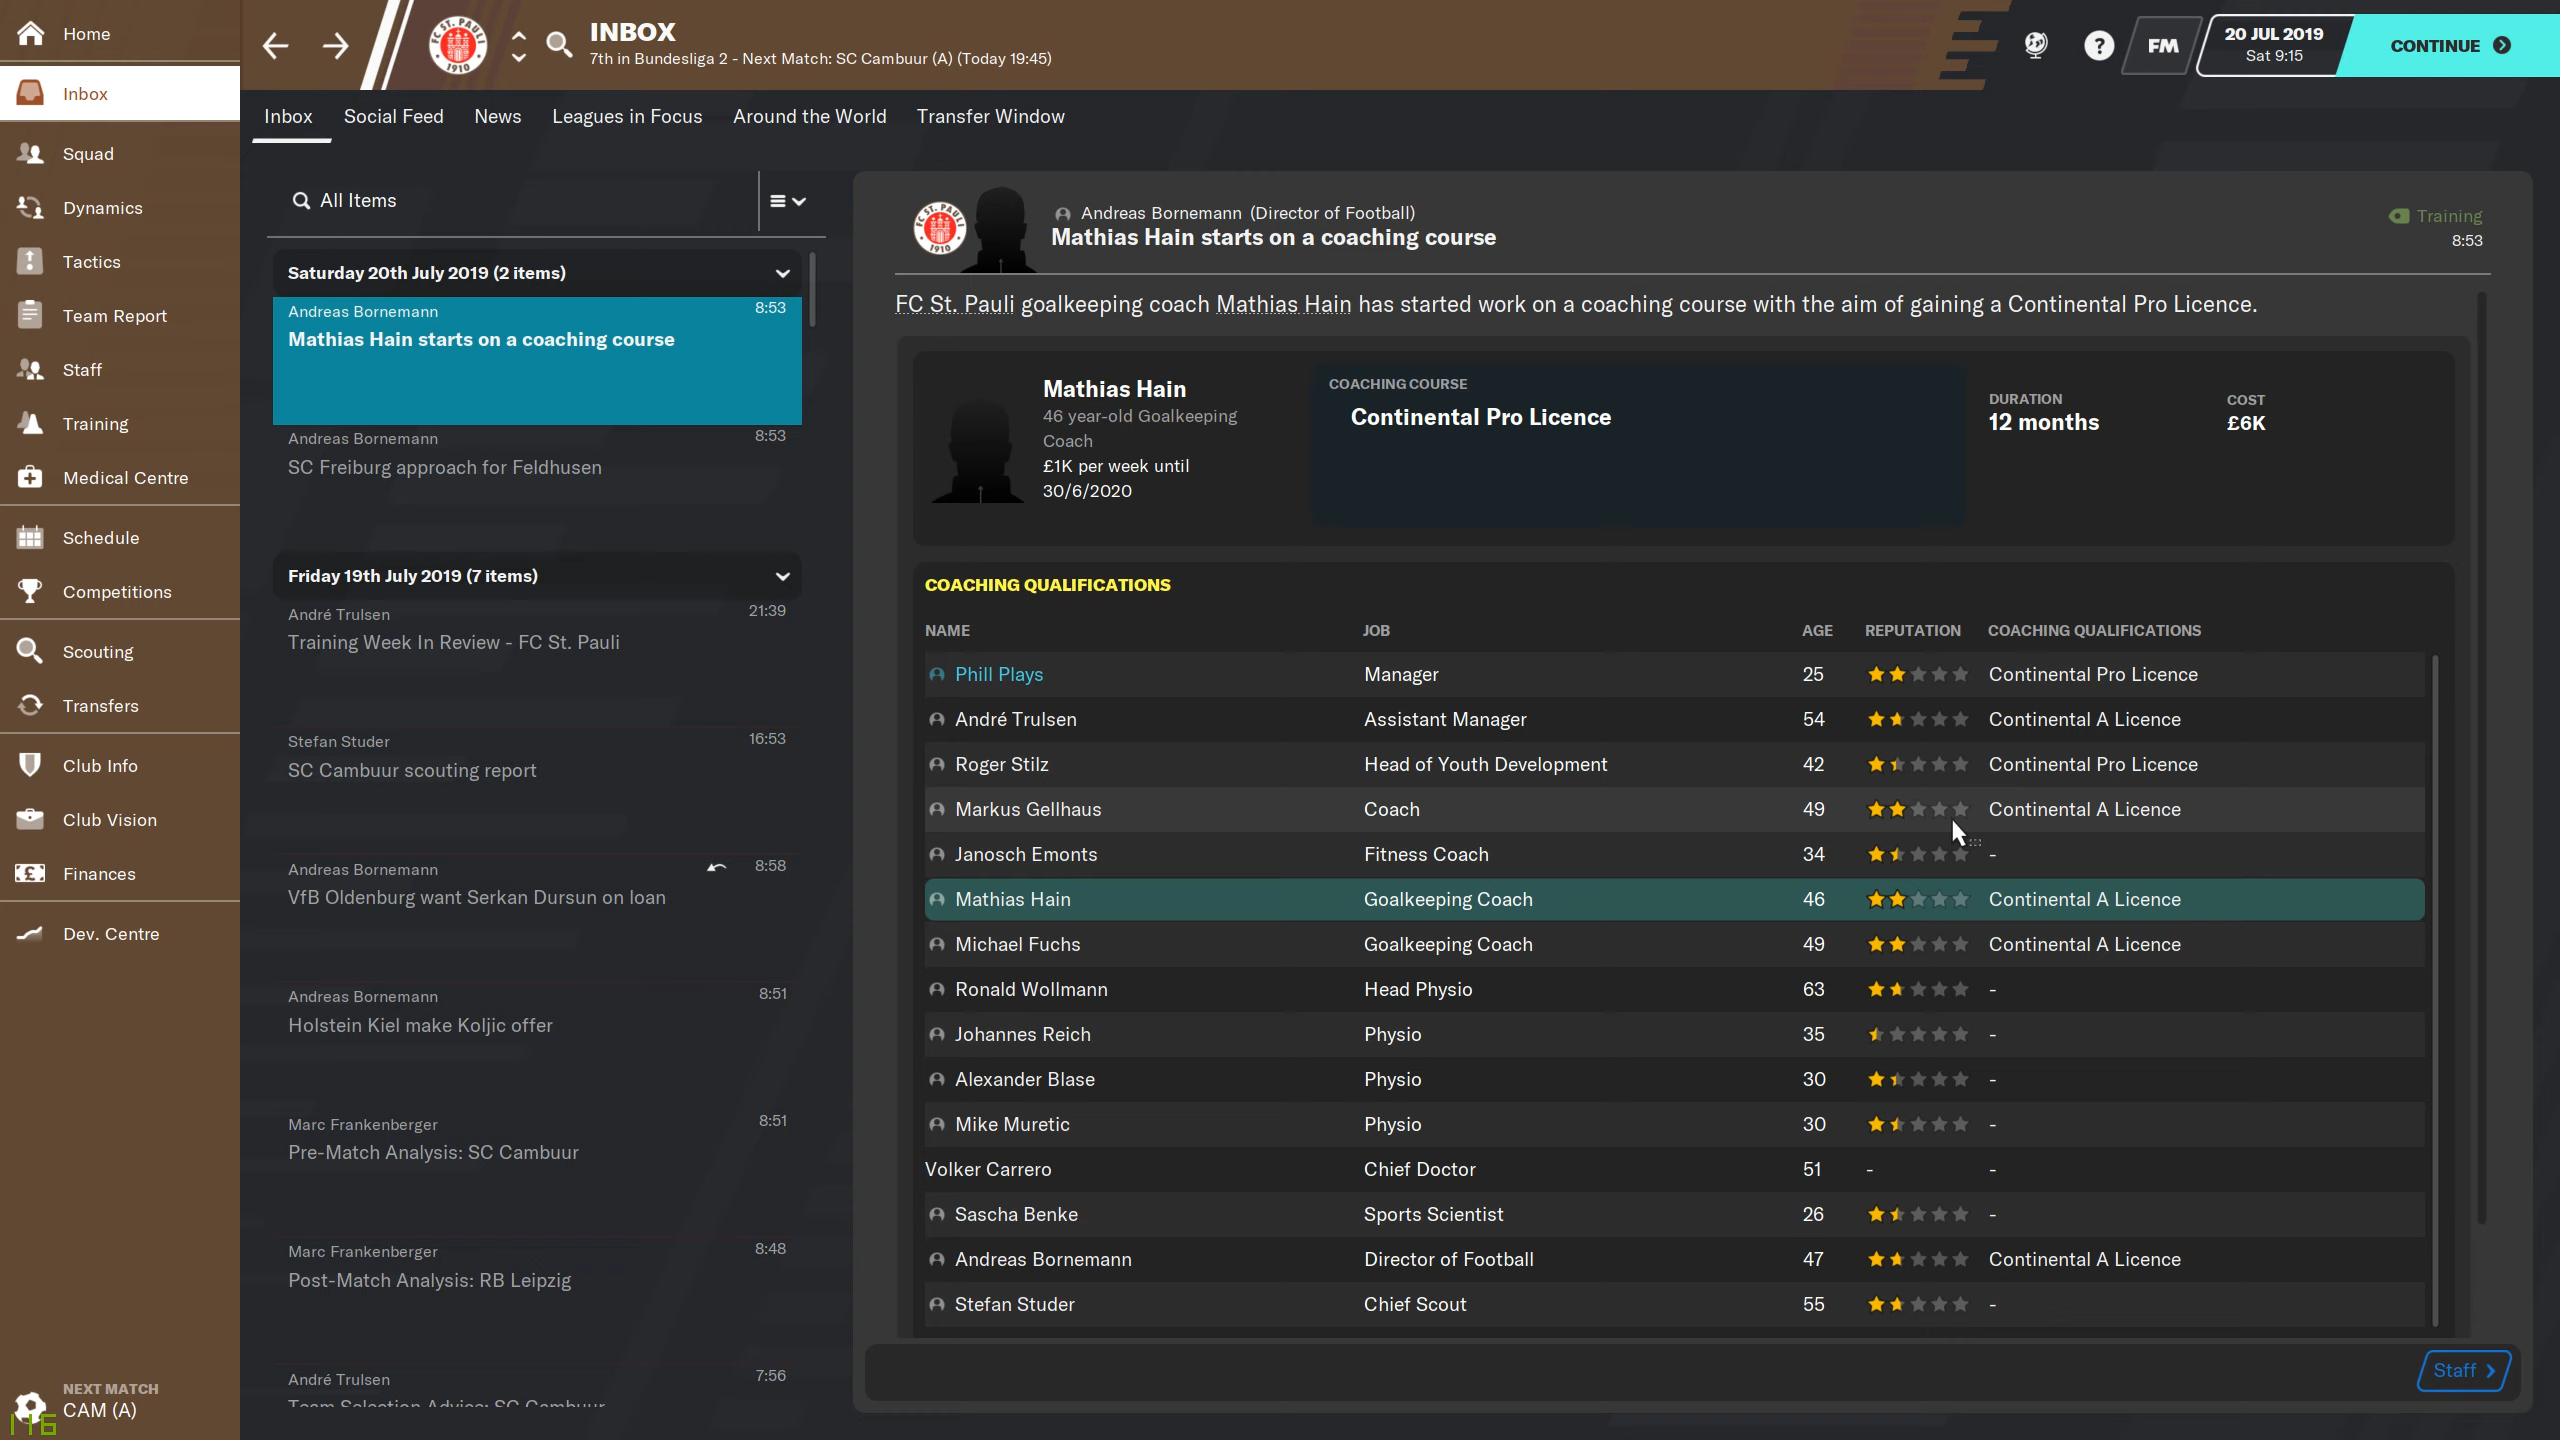 Home
Inbox
Squad
Dynamics
Tactics
Team Report
Staff
Training
Medical Centre
Schedule
Competitions
Scouting
Transfers
Club Info
Club Vision
Finances
Dev. Centre
NEXT MATCH
CAM (A)
116
FC ST. PAULI
1910
INBOX
7th in Bundesliga 2 - Next Match: SC Cambuur (A) (Today 19:45)
?
FM
20 JUL 2019
Sat 9:15
CONTINUE
Inbox Social Feed News Leagues in Focus Around the World Transfer Window
All Items
Saturday 20th July 2019 (2 items)
Andreas Bornemann 8:53
Mathias Hain starts on a coaching course
Andreas Bornemann 8:53
SC Freiburg approach for Feldhusen
Friday 19th July 2019 (7 items)
André Trulsen 21:39
Training Week In Review - FC St. Pauli
Stefan Studer 16:53
SC Cambuur scouting report
Andreas Bornemann 8:58
VfB Oldenburg want Serkan Dursun on loan
Andreas Bornemann 8:51
Holstein Kiel make Koljic offer
Marc Frankenberger 8:51
Pre-Match Analysis: SC Cambuur
Marc Frankenberger 8:48
Post-Match Analysis: RB Leipzig
André Trulsen 7:56
Team Selection Advice: SC Cambuur
FC ST. PAULI
1910
Andreas Bornemann (Director of Football)
Mathias Hain starts on a coaching course
Training
8:53
FC St. Pauli goalkeeping coach Mathias Hain has started work on a coaching course with the aim of gaining a Continental Pro Licence.
Mathias Hain
46 year-old Goalkeeping
Coach
£1K per week until
30/6/2020
COACHING COURSE
Continental Pro Licence
DURATION
12 months
COST
£6K
COACHING QUALIFICATIONS
NAME JOB AGE REPUTATION COACHING QUALIFICATIONS
Phill Plays Manager 25 Continental Pro Licence
André Trulsen Assistant Manager 54 Continental A Licence
Roger Stilz Head of Youth Development 42 Continental Pro Licence
Markus Gellhaus Coach 49 Continental A Licence
Janosch Emonts Fitness Coach 34 -
Mathias Hain Goalkeeping Coach 46 Continental A Licence
Michael Fuchs Goalkeeping Coach 49 Continental A Licence
Ronald Wollmann Head Physio 63 -
Johannes Reich Physio 35 -
Alexander Blase Physio 30 -
Mike Muretic Physio 30 -
Volker Carrero Chief Doctor 51 - -
Sascha Benke Sports Scientist 26 -
Andreas Bornemann Director of Football 47 Continental A Licence
Stefan Studer Chief Scout 55 -
Staff